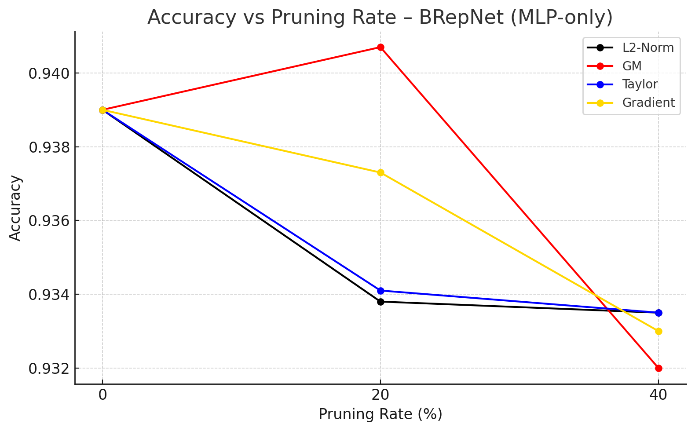 Accuracy vs Pruning Rate – BRepNet (MLP-only)
L2-Norm
GM
Taylor
Gradient
Accuracy
0.940
0.938
0.936
0.934
0.932
0
20
40
Pruning Rate (%)